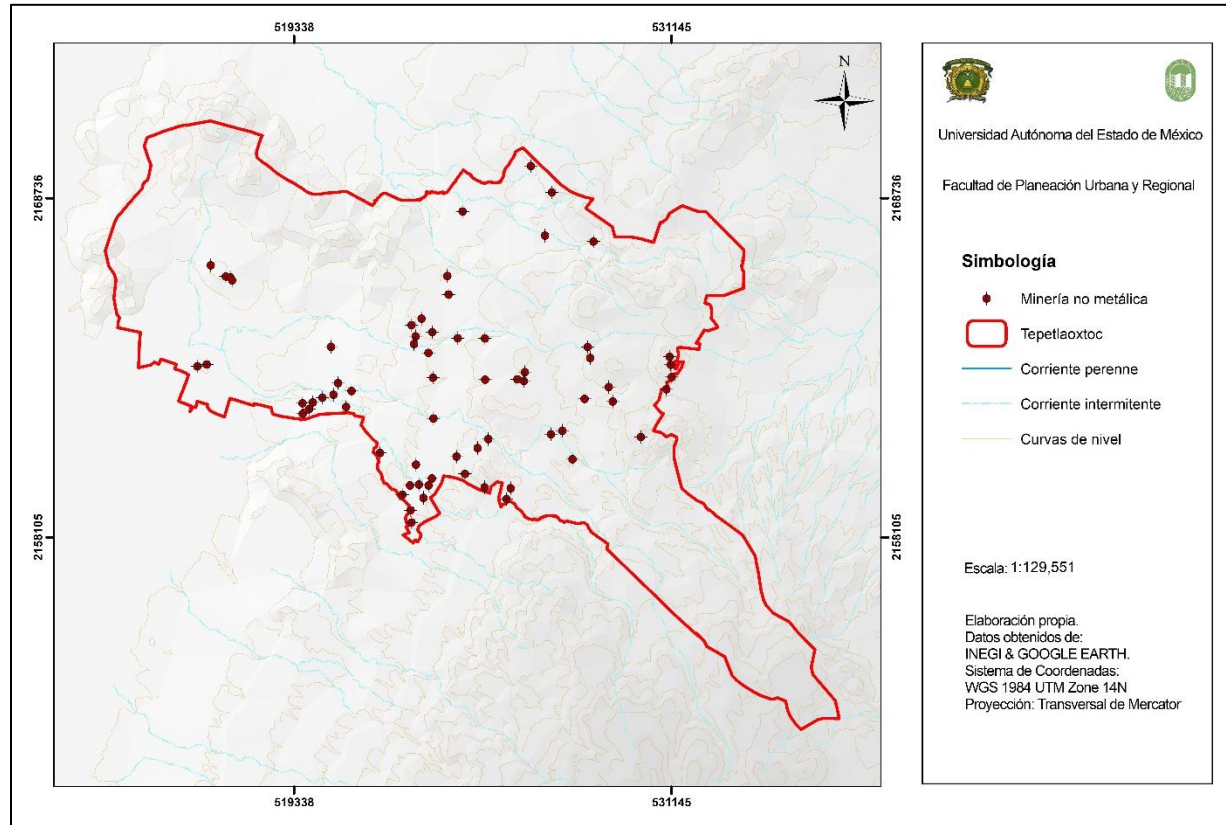 519338
531145
N
2168736
2168736
2158105
2158105
519338
531145
Universidad Autónoma del Estado de México
Facultad de Planeación Urbana y Regional
Simbología
Minería no metálica
Tepetlaoxtoc
Corriente perenne
Corriente intermitente
Curvas de nivel
Escala: 1:129,551
Elaboración propia.
Datos obtenidos de:
INEGI & GOOGLE EARTH.
Sistema de Coordenadas:
WGS 1984 UTM Zone 14N
Proyección: Transversal de Mercator